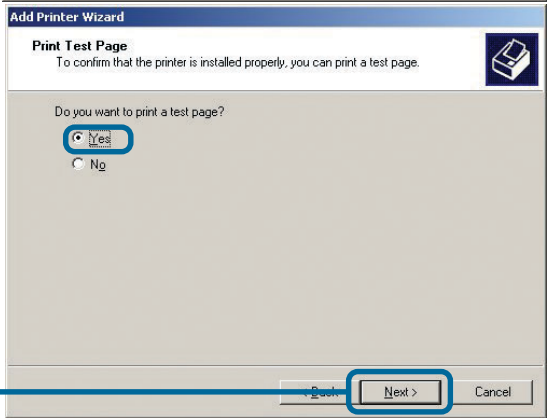 Add Printer Wizard
Print Test Page
To confirm that the printer is installed properly, you can print a test page.
Do you want to print a test page?
Yes
No
< Back Next > Cancel